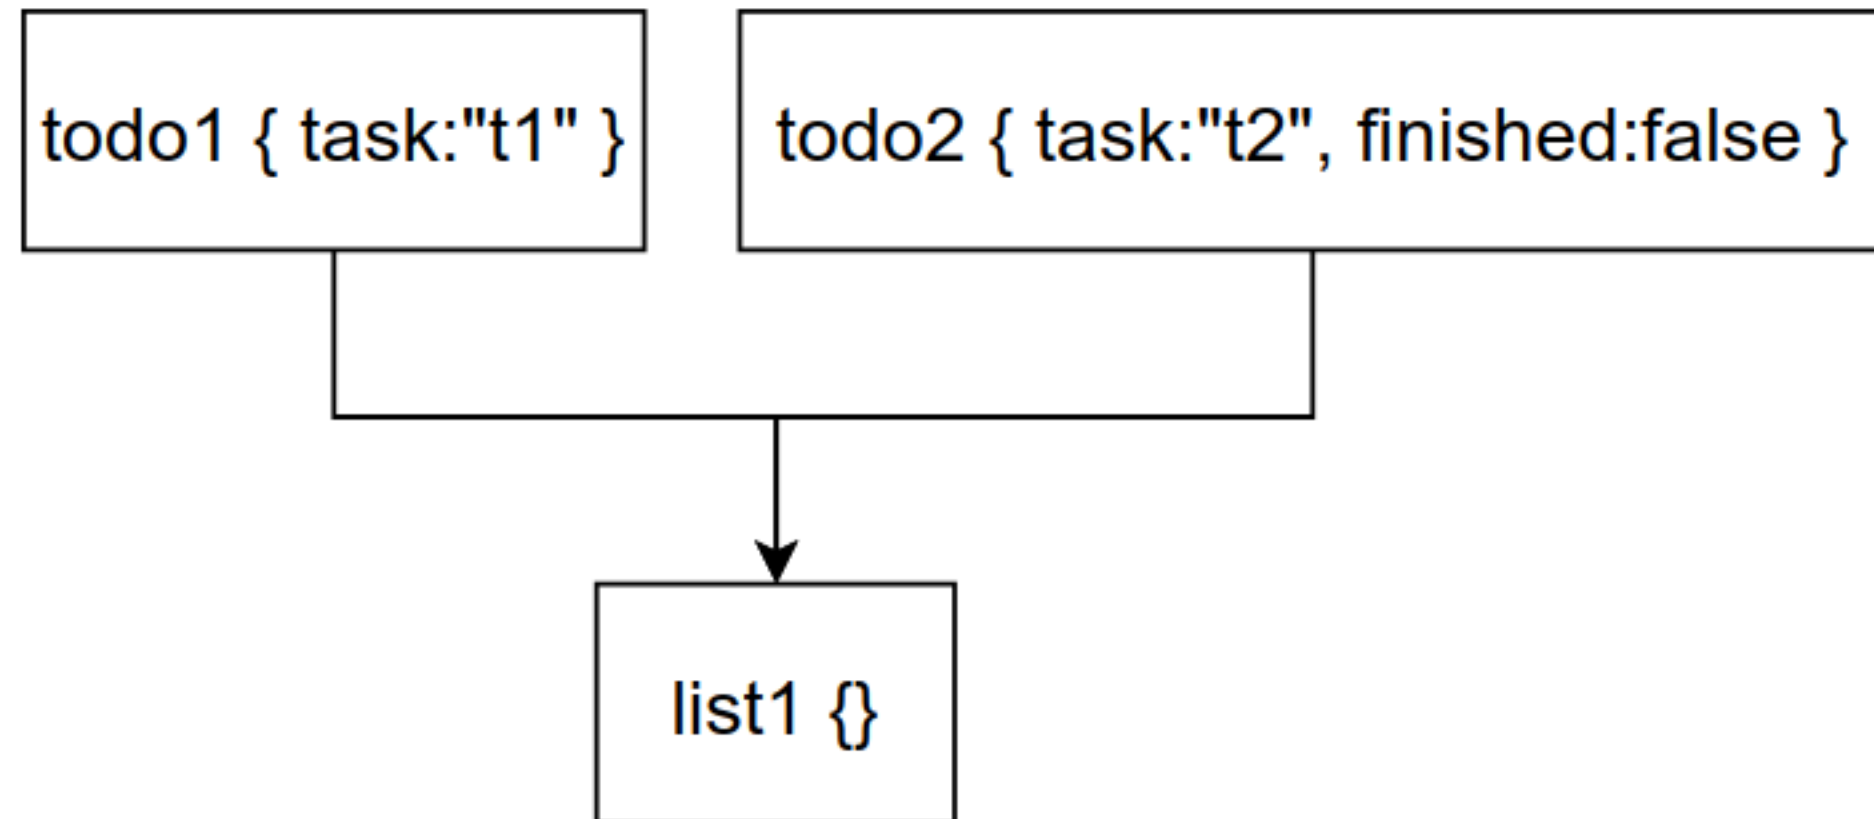 todo1 { task:"t1" }
todo2 { task:"t2", finished:false }
list1 {}